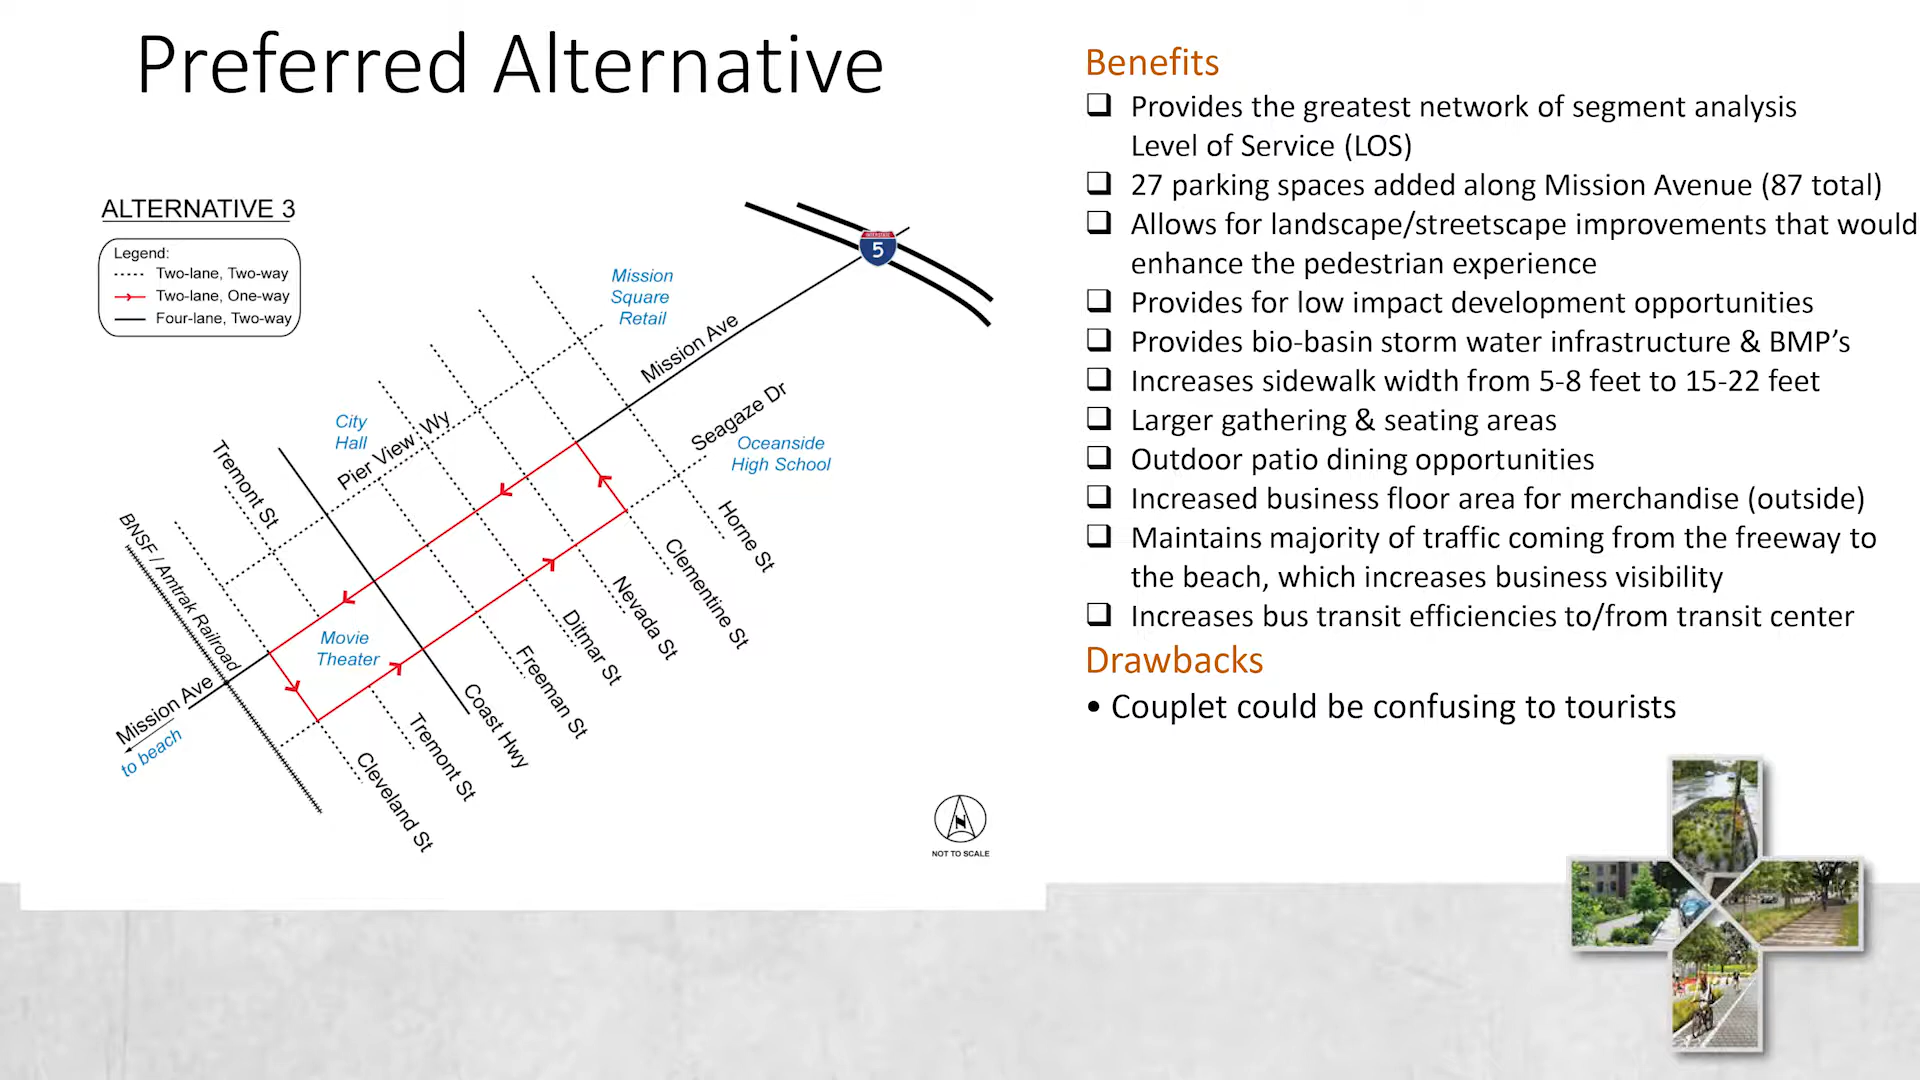 Preferred Alternative
ALTERNATIVE 3
Legend:
Two-lane, Two-way
Two-lane, One-way
Four-lane, Two-way
INTERSTATE
5
Mission
Square
Retail
Mission Ave
Seagaze Dr
City
Hall
Pier View Wy
Oceanside
High School
Tremont St
BNSF / Amtrak Railroad
Horne St
Clementine St
Nevada St
Ditmar St
Movie
Theater
Freeman St
Coast Hwy
Mission Ave
to beach
Tremont St
Cleveland St
N
NOT TO SCALE
Benefits
Provides the greatest network of segment analysis
Level of Service (LOS)
27 parking spaces added along Mission Avenue (87 total)
Allows for landscape/streetscape improvements that would
enhance the pedestrian experience
Provides for low impact development opportunities
Provides bio-basin storm water infrastructure & BMP’s
Increases sidewalk width from 5-8 feet to 15-22 feet
Larger gathering & seating areas
Outdoor patio dining opportunities
Increased business floor area for merchandise (outside)
Maintains majority of traffic coming from the freeway to
the beach, which increases business visibility
Increases bus transit efficiencies to/from transit center
Drawbacks
• Couplet could be confusing to tourists